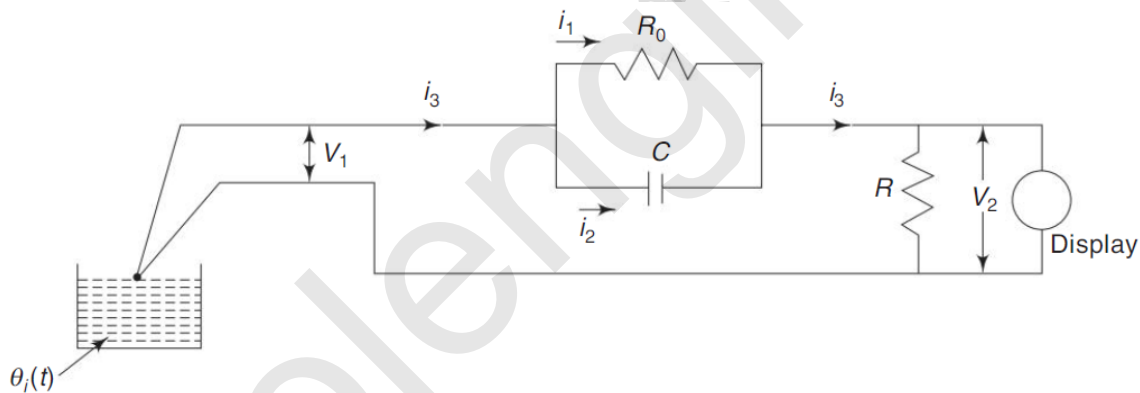 i₁ R₀
i₃ i₃
V₁ C
R V₂
i₂
Display
θᵢ(t)